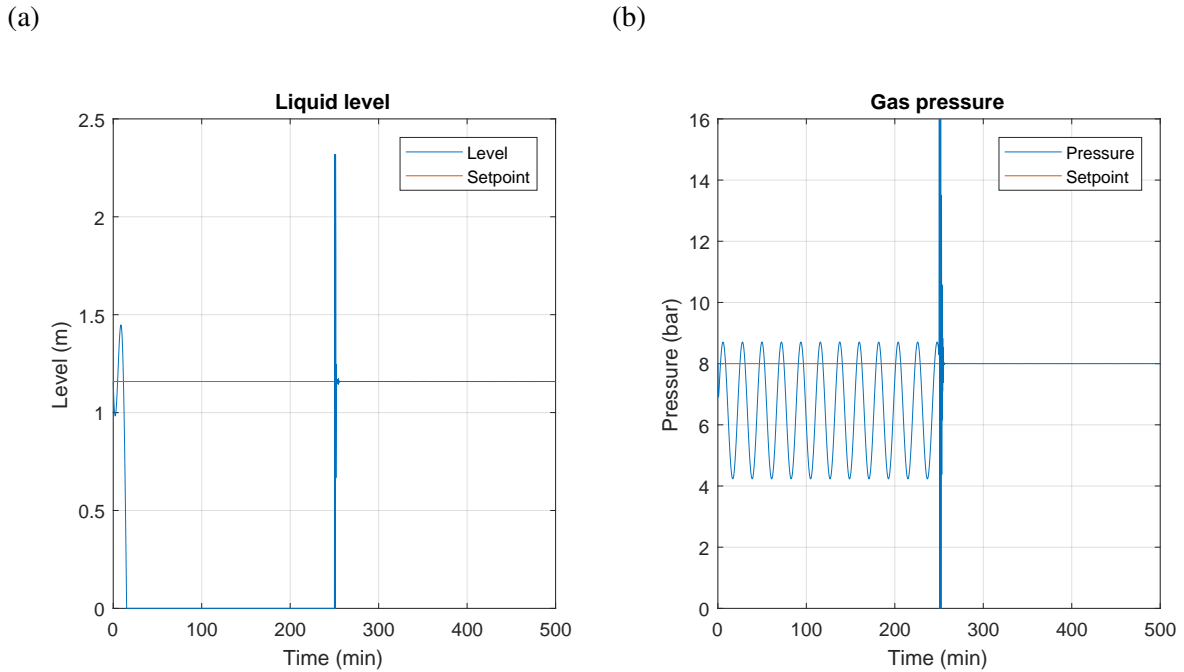 (a)
Liquid level
2.5
2
1.5
1
0.5
0
0 100 200 300 400 500
Level (m)
Time (min)
Level
Setpoint
(b)
Gas pressure
16
14
12
10
8
6
4
2
0
0 100 200 300 400 500
Pressure (bar)
Time (min)
Pressure
Setpoint